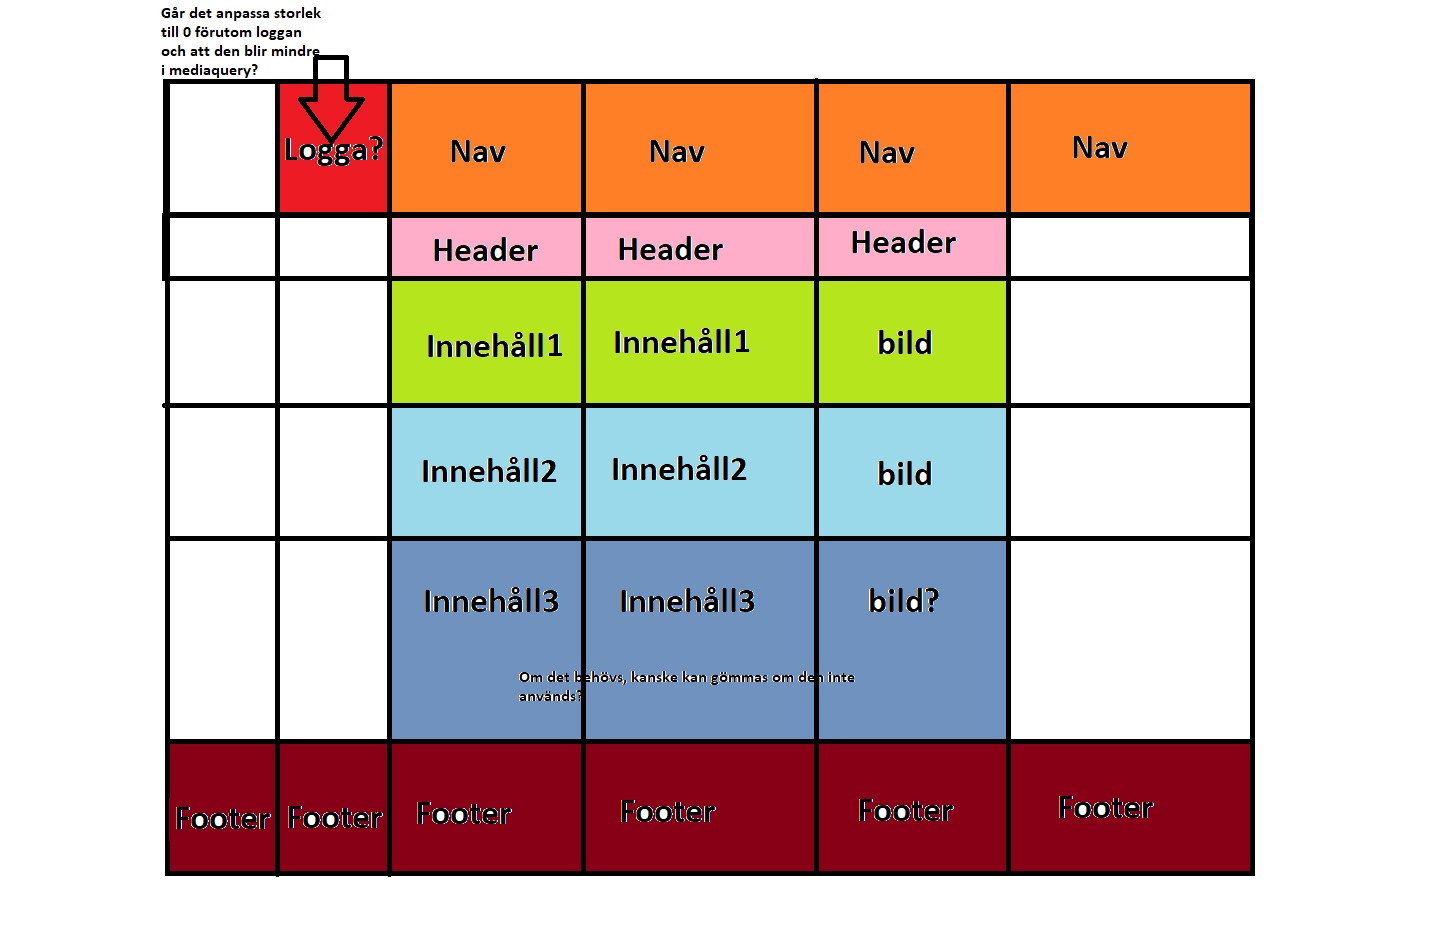 Går det anpassa storlek
till 0 förutom loggan
och att den blir mindre
i mediaquery?
Logga? Nav Nav Nav Nav
Header Header Header
Innehåll1 Innehåll1 bild
Innehåll2 Innehåll2 bild
Innehåll3 Innehåll3 bild?
Om det behövs, kanske kan gömmas om den inte
används?
Footer Footer Footer Footer Footer Footer